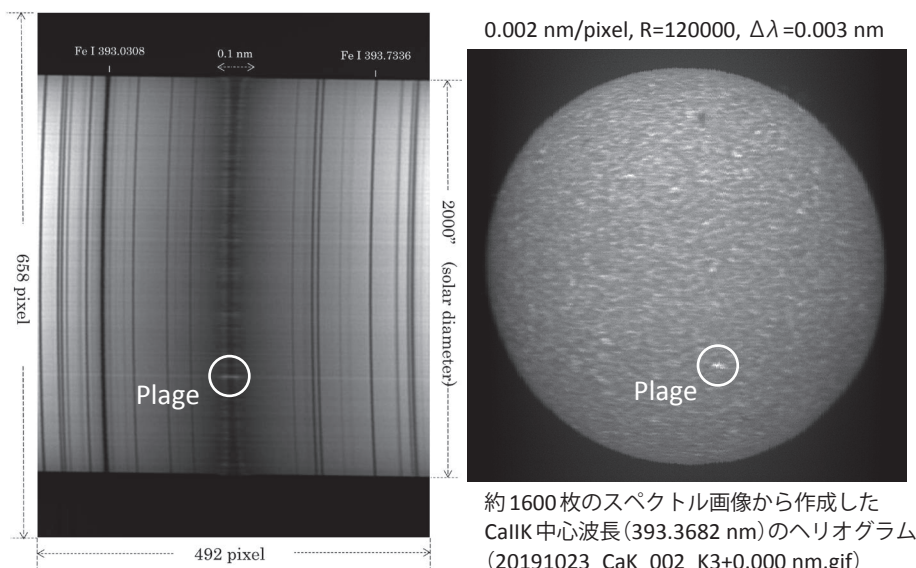 Fe I 393.0308
0.1 nm
Fe I 393.7336
658 pixel
2000” (solar diameter)
Plage
492 pixel
0.002 nm/pixel, R=120000, Δλ=0.003 nm
Plage
約1600枚のスペクトル画像から作成した
CaIIK中心波長(393.3682 nm)のヘリオグラム
(20191023_CaK_002_K3+0.000 nm.gif)